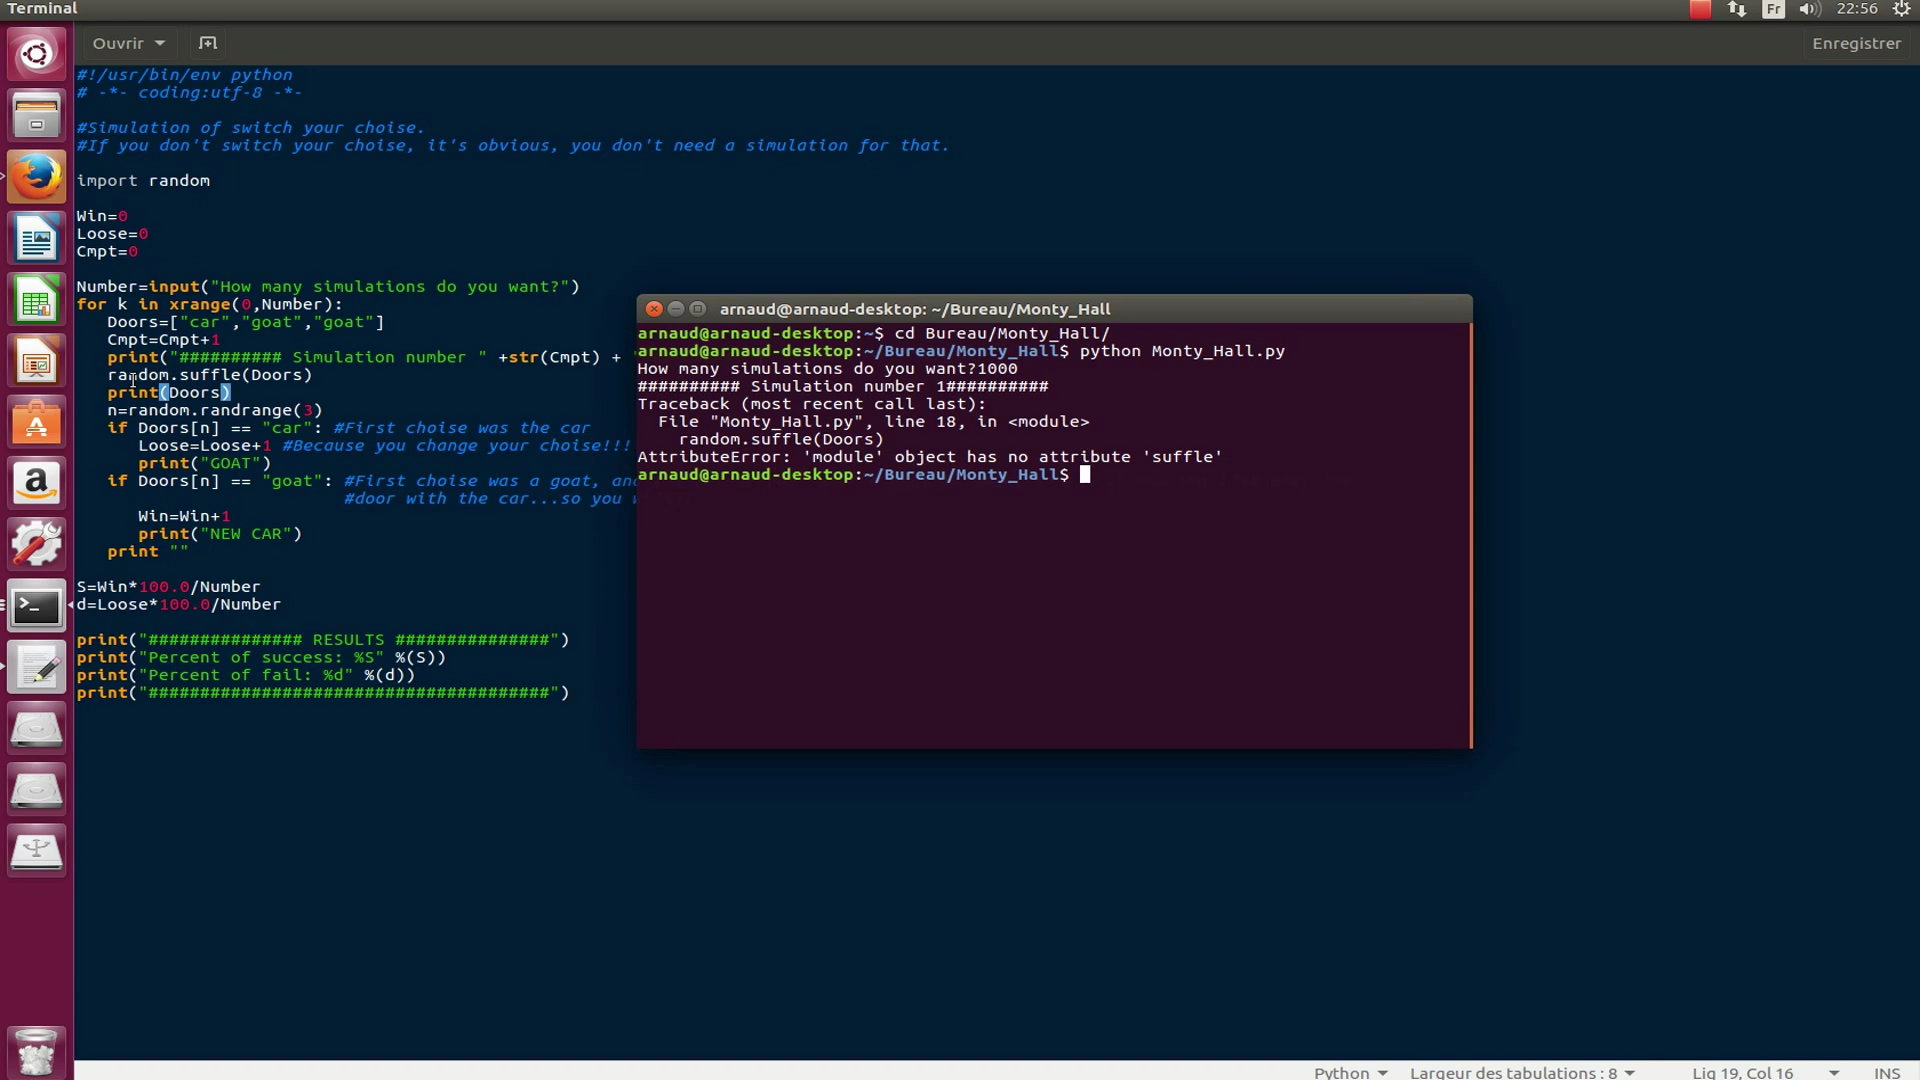 Terminal
Fr
22:56
Ouvrir
Enregistrer
#!/usr/bin/env python
# -*- coding:utf-8 -*-
#Simulation of switch your choise.
#If you don't switch your choise, it's obvious, you don't need a simulation for that.
import random
Win=0
Loose=0
Cmpt=0
Number=input("How many simulations do you want?")
for k in xrange(0,Number):
Doors=["car","goat","goat"]
Cmpt=Cmpt+1
print("########## Simulation number " +str(Cmpt) +
random.suffle(Doors)
print(Doors)
n=random.randrange(3)
if Doors[n] == "car": #First choise was the car
Loose=Loose+1 #Because you change your choise!!!
print("GOAT")
if Doors[n] == "goat": #First choise was a goat,
#door with the car...so you
Win=Win+1
print("NEW CAR")
print ""
S=Win*100.0/Number
d=Loose*100.0/Number
print("############### RESULTS ###############")
print("Percent of success: %S" %(S))
print("Percent of fail: %d" %(d))
print("#######################################")
arnaud@arnaud-desktop: ~/Bureau/Monty_Hall
arnaud@arnaud-desktop:~$ cd Bureau/Monty_Hall/
arnaud@arnaud-desktop:~/Bureau/Monty_Hall$ python Monty_Hall.py
How many simulations do you want?1000
########## Simulation number 1##########
Traceback (most recent call last):
File "Monty_Hall.py", line 18, in <module>
random.suffle(Doors)
AttributeError: 'module' object has no attribute 'suffle'
arnaud@arnaud-desktop:~/Bureau/Monty_Hall$
Python
Largeur des tabulations : 8
Lig 19, Col 16
INS